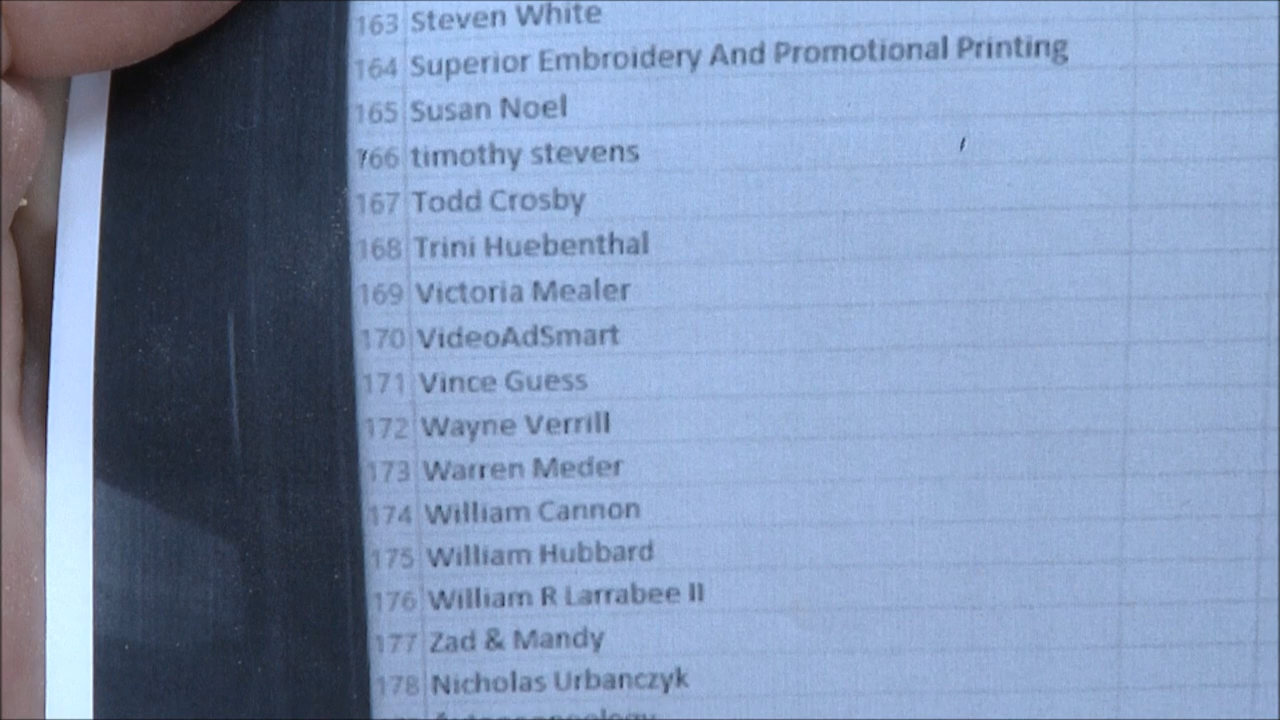 163 Steven White
164 Superior Embroidery And Promotional Printing
165 Susan Noel
166 timothy stevens
167 Todd Crosby
168 Trini Huebenthal
169 Victoria Mealer
170 VideoAdSmart
171 Vince Guess
172 Wayne Verrill
173 Warren Meder
174 William Cannon
175 William Hubbard
176 William R Larrabee II
177 Zad & Mandy
178 Nicholas Urbanczyk